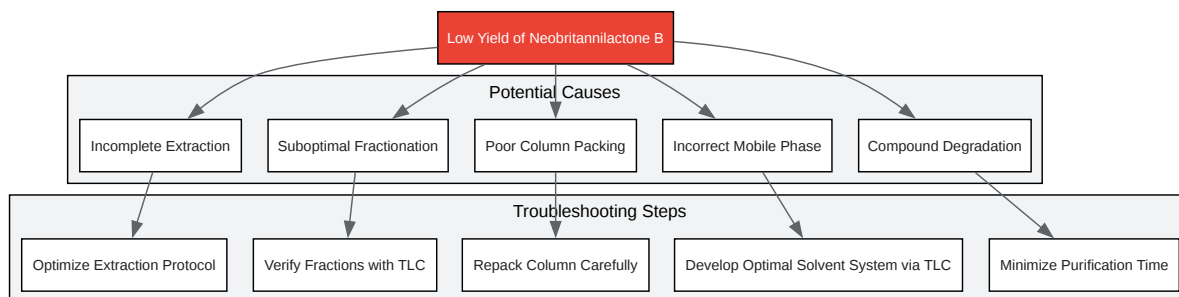 Low Yield of Neobritannilactone B
Potential Causes
Incomplete Extraction
Suboptimal Fractionation
Poor Column Packing
Incorrect Mobile Phase
Compound Degradation
Troubleshooting Steps
Optimize Extraction Protocol
Verify Fractions with TLC
Repack Column Carefully
Develop Optimal Solvent System via TLC
Minimize Purification Time